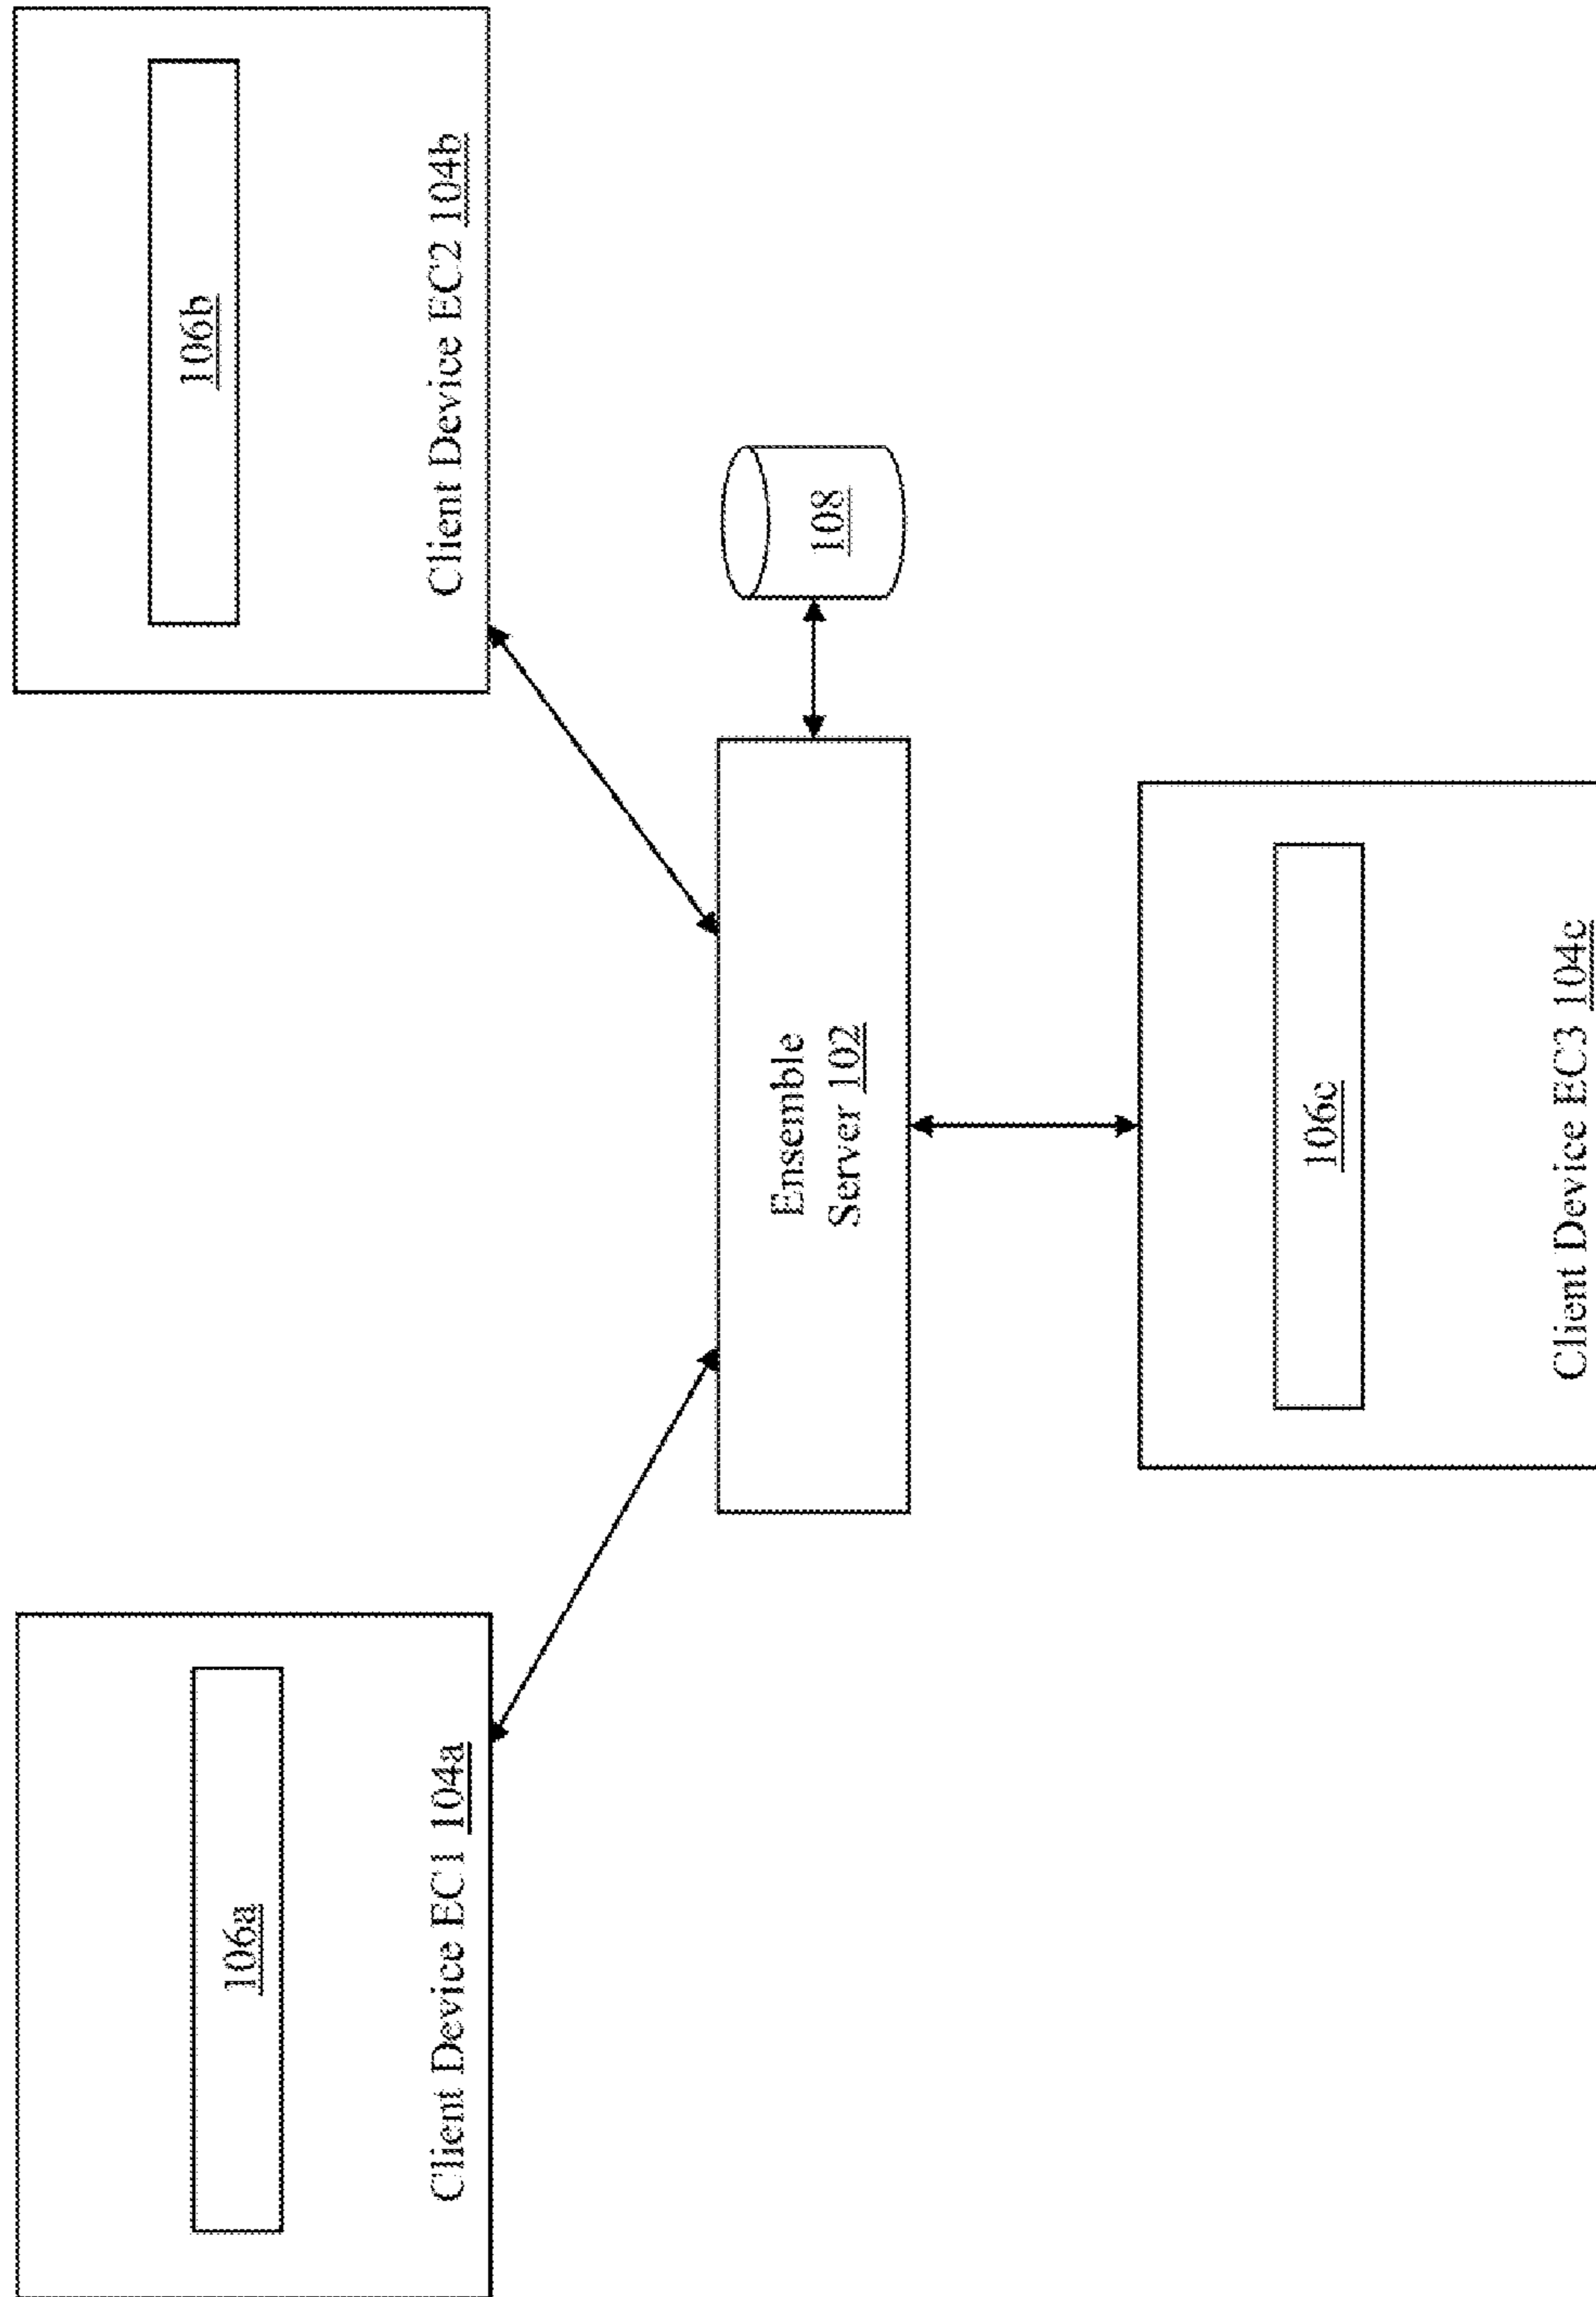 106a
Client Device EC1 104a
106b
Client Device EC2 104b
Ensemble
Server 102
108
106c
Client Device EC3 104c